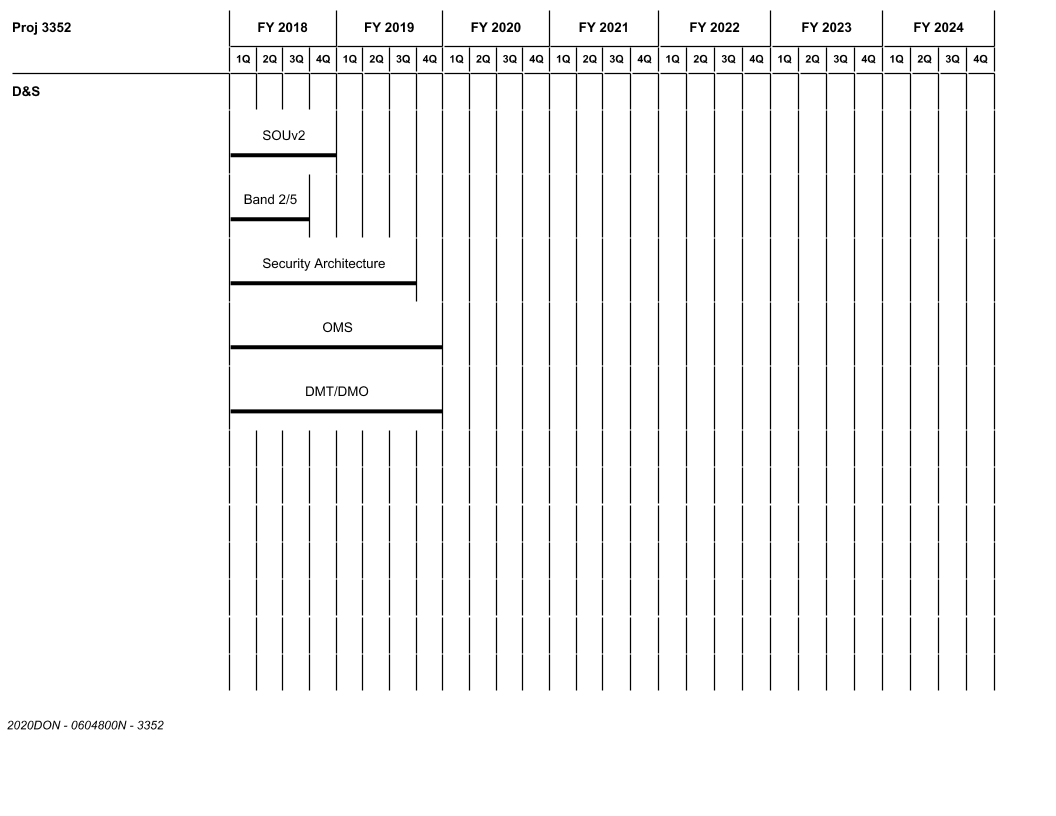 Proj 3352 FY 2018 FY 2019 FY 2020 FY 2021 FY 2022 FY 2023 FY 2024
1Q 2Q 3Q 4Q 1Q 2Q 3Q 4Q 1Q 2Q 3Q 4Q 1Q 2Q 3Q 4Q 1Q 2Q 3Q 4Q 1Q 2Q 3Q 4Q 1Q 2Q 3Q 4Q
D&S
SOUv2
Band 2/5
Security Architecture
OMS
DMT/DMO
2020DON - 0604800N - 3352